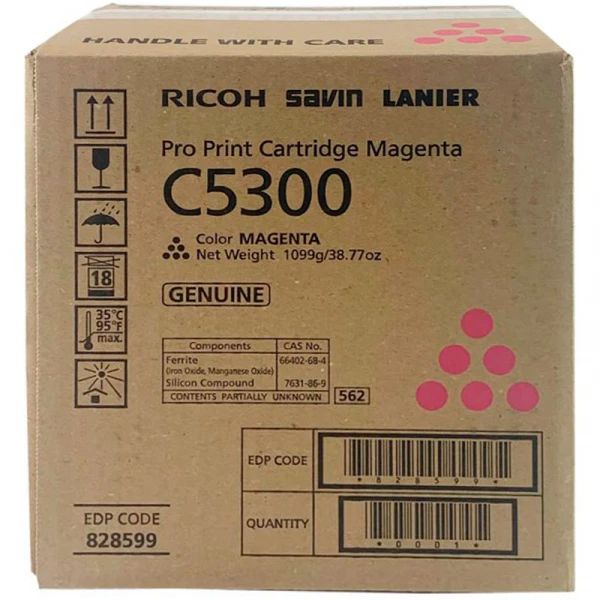 HANDLE WITH CARE
RICOH savin LANIER
Pro Print Cartridge Magenta
C5300
Color MAGENTA
Net Weight 1099g/38.77oz
GENUINE
18
35°C
95°F
max.
Components CAS No.
Ferrite 66402-68-4
(Iron Oxide, Manganese Oxide)
Silicon Compound 7631-86-9
CONTENTS PARTIALLY UNKNOWN 562
EDP CODE
*828599*
QUANTITY
*0001*
EDP CODE
828599